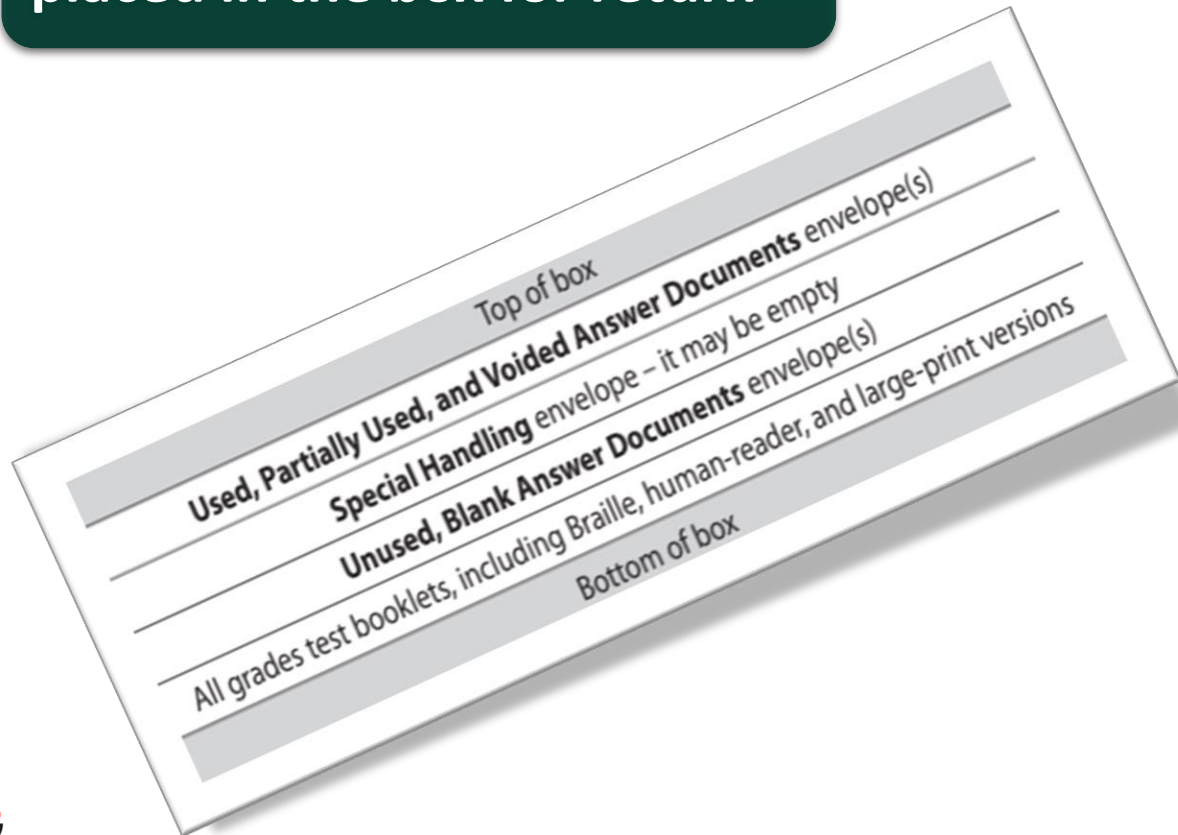 placed in the box for return
Top of box
Used, Partially Used, and Voided Answer Documents envelope(s)
Special Handling envelope – it may be empty
Unused, Blank Answer Documents envelope(s)
All grades test booklets, including Braille, human-reader, and large-print versions
Bottom of box